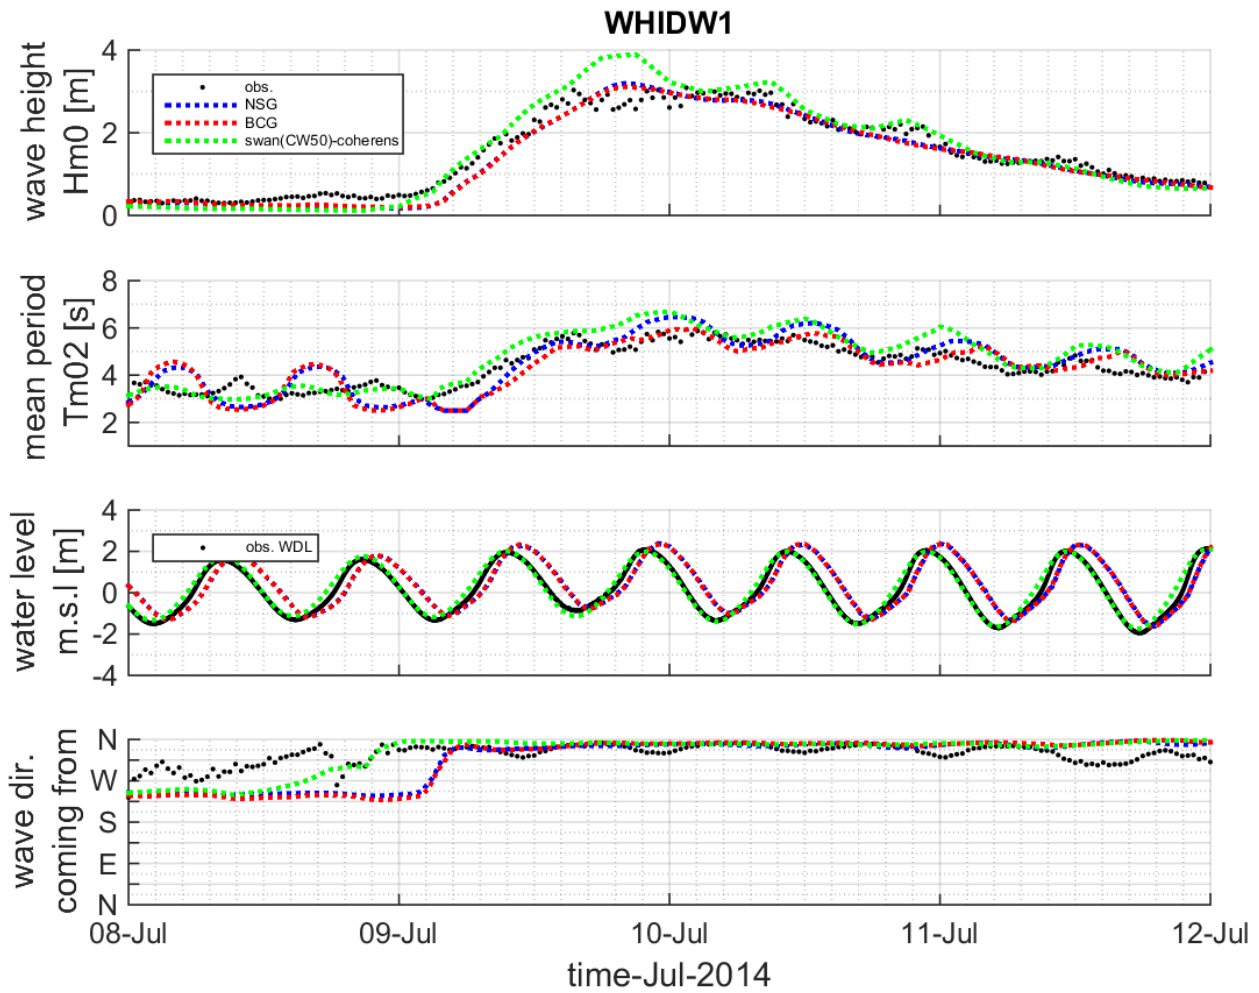 WHIDW1
wave height
Hm0 [m]
4
2
0
obs.
NSG
BCG
swan(CW50)-coherens
mean period
Tm02 [s]
8
6
4
2
water level
m.s.l [m]
4
2
0
-2
-4
obs. WDL
wave dir.
coming from
N
W
S
E
N
08-Jul
09-Jul
10-Jul
11-Jul
12-Jul
time-Jul-2014